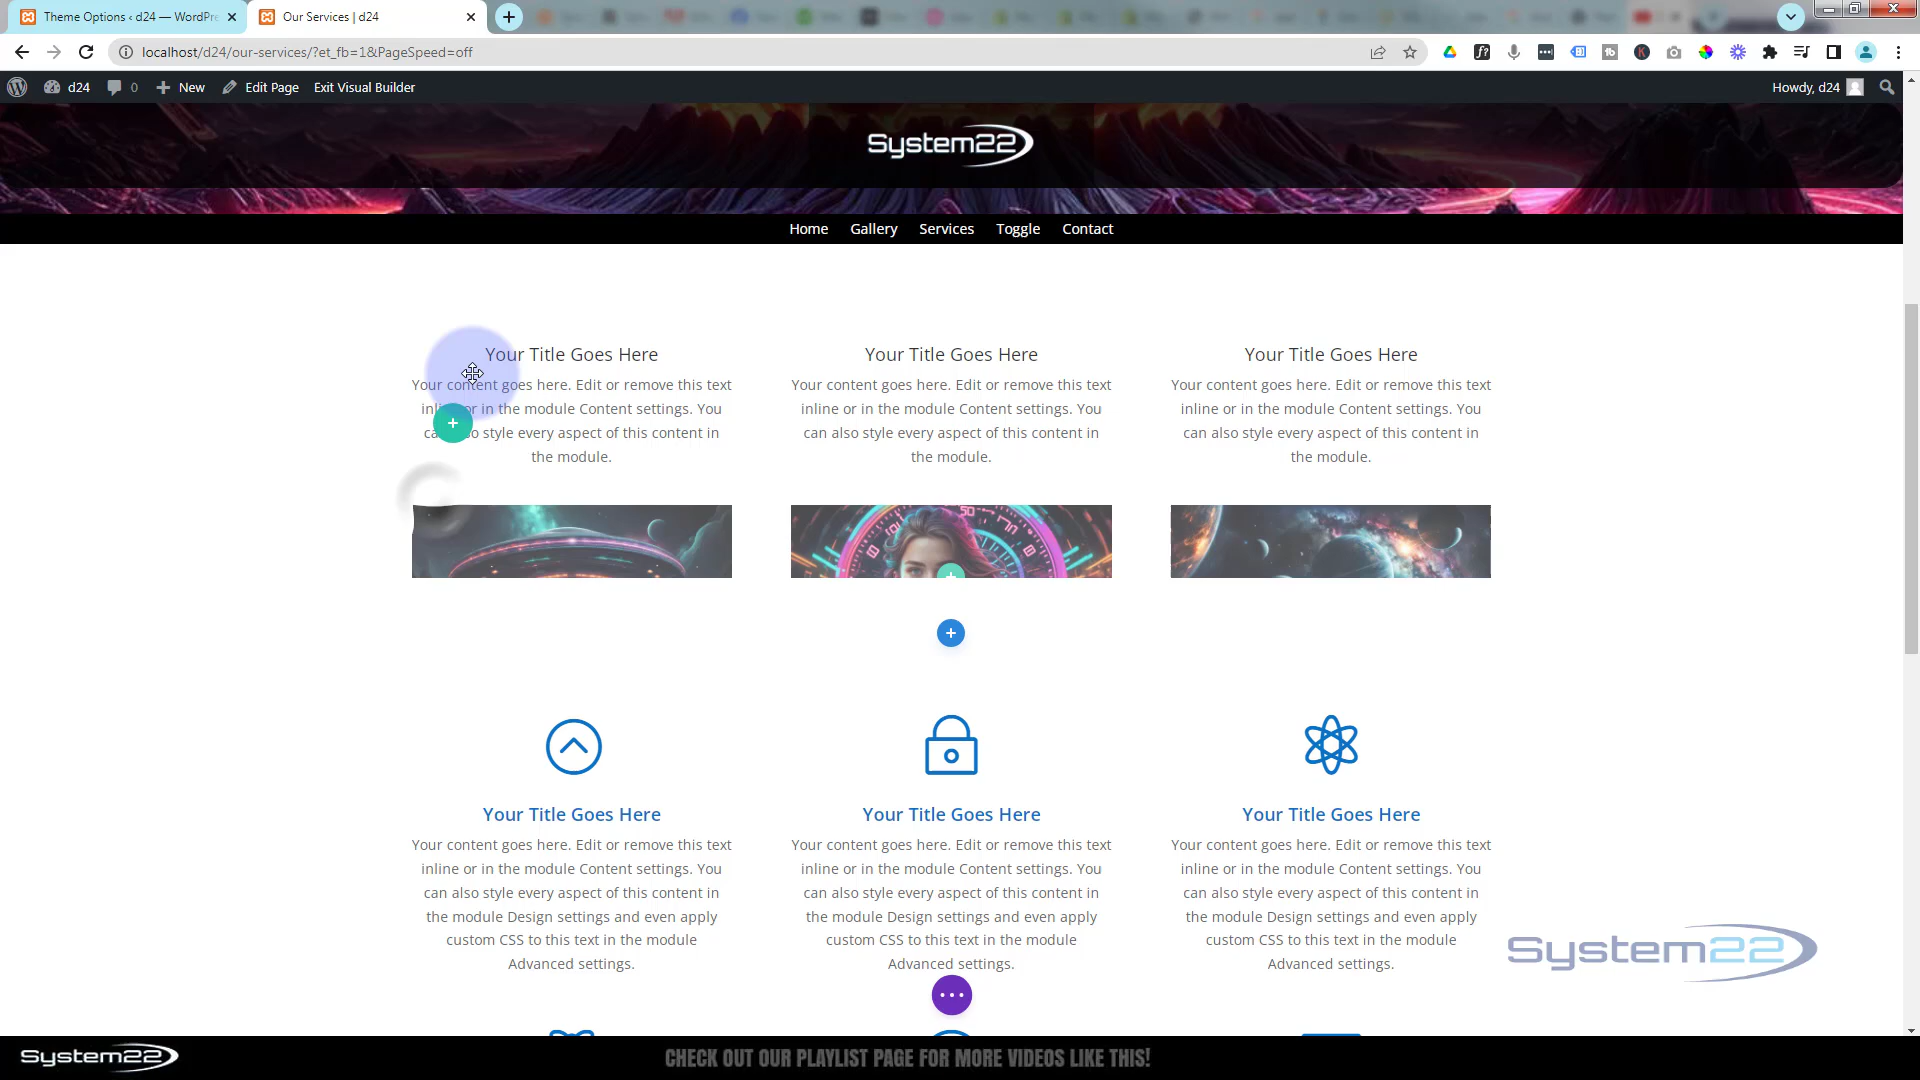 Theme Options ‹ d24 — WordPre
Our Services | d24
localhost/d24/our-services/?et_fb=1&PageSpeed=off
d24
0
New
Edit Page
Exit Visual Builder
Howdy, d24
System22
Home
Gallery
Services
Toggle
Contact
Your Title Goes Here
Your content goes here. Edit or remove this text
inline or in the module Content settings. You
can also style every aspect of this content in
the module.
Your Title Goes Here
Your content goes here. Edit or remove this text
inline or in the module Content settings. You
can also style every aspect of this content in
the module.
Your Title Goes Here
Your content goes here. Edit or remove this text
inline or in the module Content settings. You
can also style every aspect of this content in
the module.
Your Title Goes Here
Your content goes here. Edit or remove this text
inline or in the module Content settings. You
can also style every aspect of this content in
the module Design settings and even apply
custom CSS to this text in the module
Advanced settings.
Your Title Goes Here
Your content goes here. Edit or remove this text
inline or in the module Content settings. You
can also style every aspect of this content in
the module Design settings and even apply
custom CSS to this text in the module
Advanced settings.
Your Title Goes Here
Your content goes here. Edit or remove this text
inline or in the module Content settings. You
can also style every aspect of this content in
the module Design settings and even apply
custom CSS to this text in the module
Advanced settings.
System22
System22
CHECK OUT OUR PLAYLIST PAGE FOR MORE VIDEOS LIKE THIS!